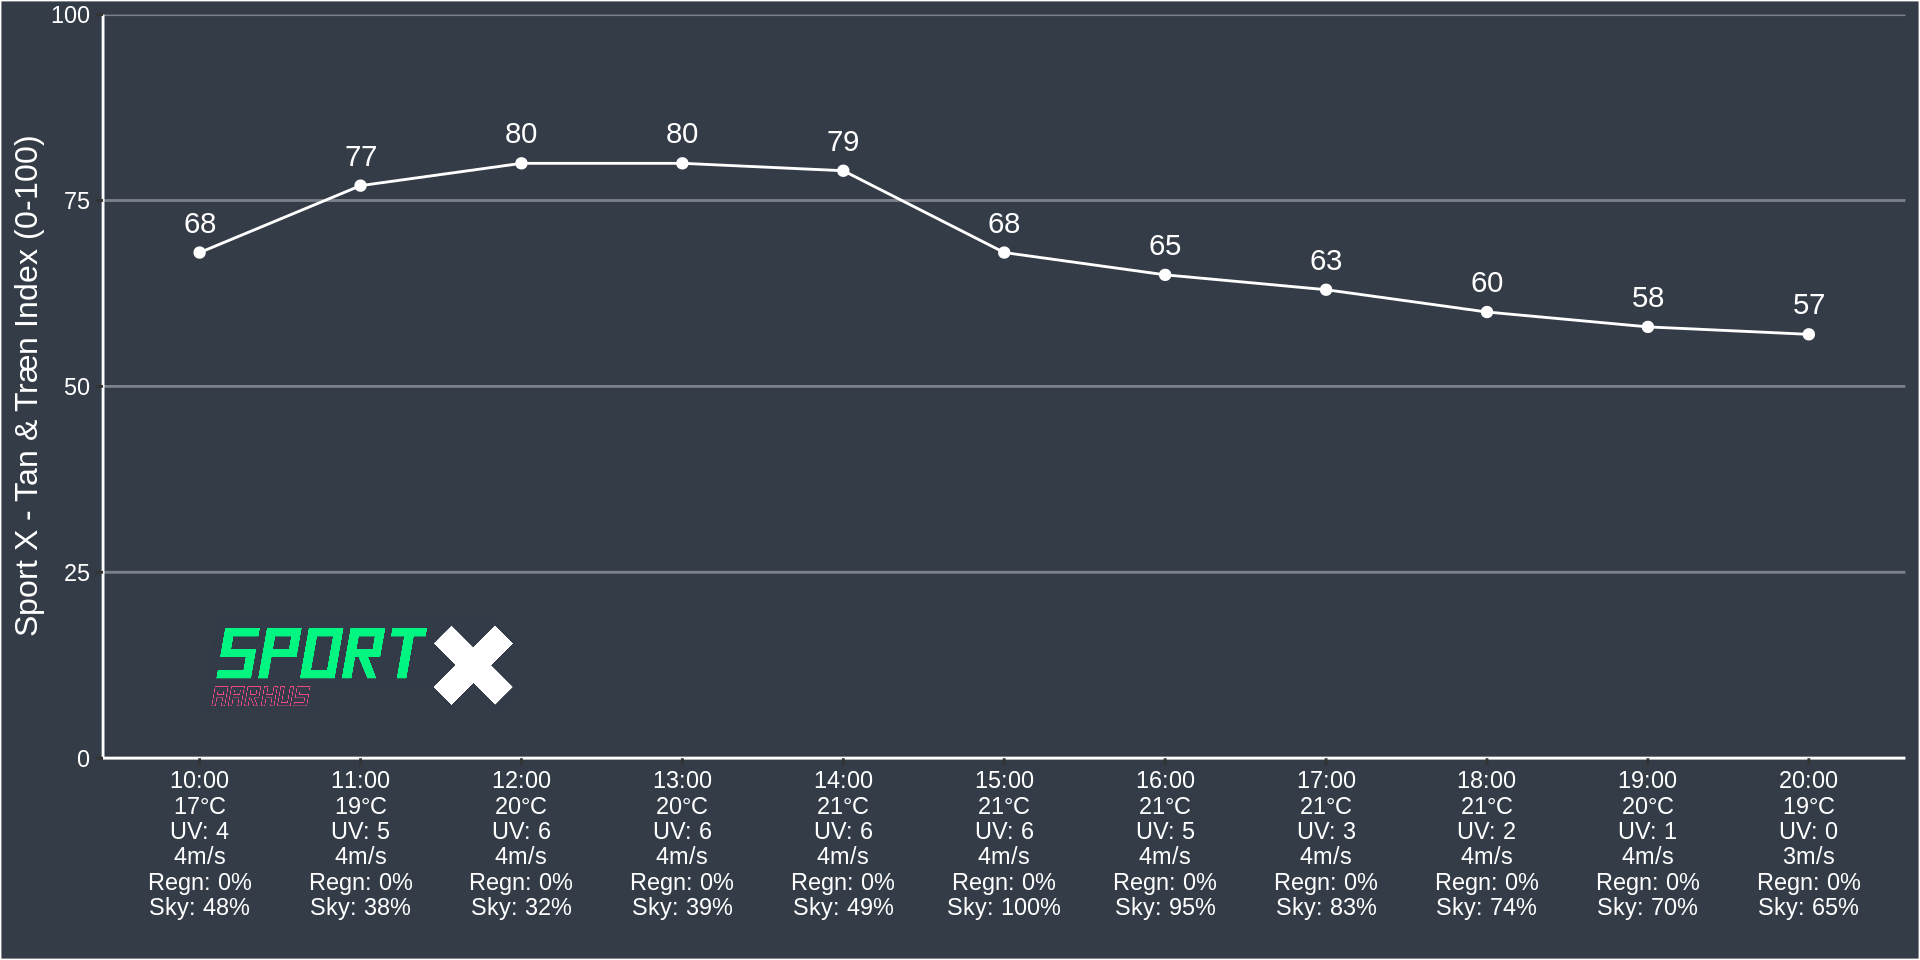 Sport X - Tan & Træn Index (0-100)
100
75
50
25
0
68
77
80
80
79
68
65
63
60
58
57
SPORT X
AARHUS
10:00 11:00 12:00 13:00 14:00 15:00 16:00 17:00 18:00 19:00 20:00
17°C 19°C 20°C 20°C 21°C 21°C 21°C 21°C 21°C 20°C 19°C
UV: 4 UV: 5 UV: 6 UV: 6 UV: 6 UV: 6 UV: 5 UV: 3 UV: 2 UV: 1 UV: 0
4m/s 4m/s 4m/s 4m/s 4m/s 4m/s 4m/s 4m/s 4m/s 4m/s 3m/s
Regn: 0% Regn: 0% Regn: 0% Regn: 0% Regn: 0% Regn: 0% Regn: 0% Regn: 0% Regn: 0% Regn: 0% Regn: 0%
Sky: 48% Sky: 38% Sky: 32% Sky: 39% Sky: 49% Sky: 100% Sky: 95% Sky: 83% Sky: 74% Sky: 70% Sky: 65%